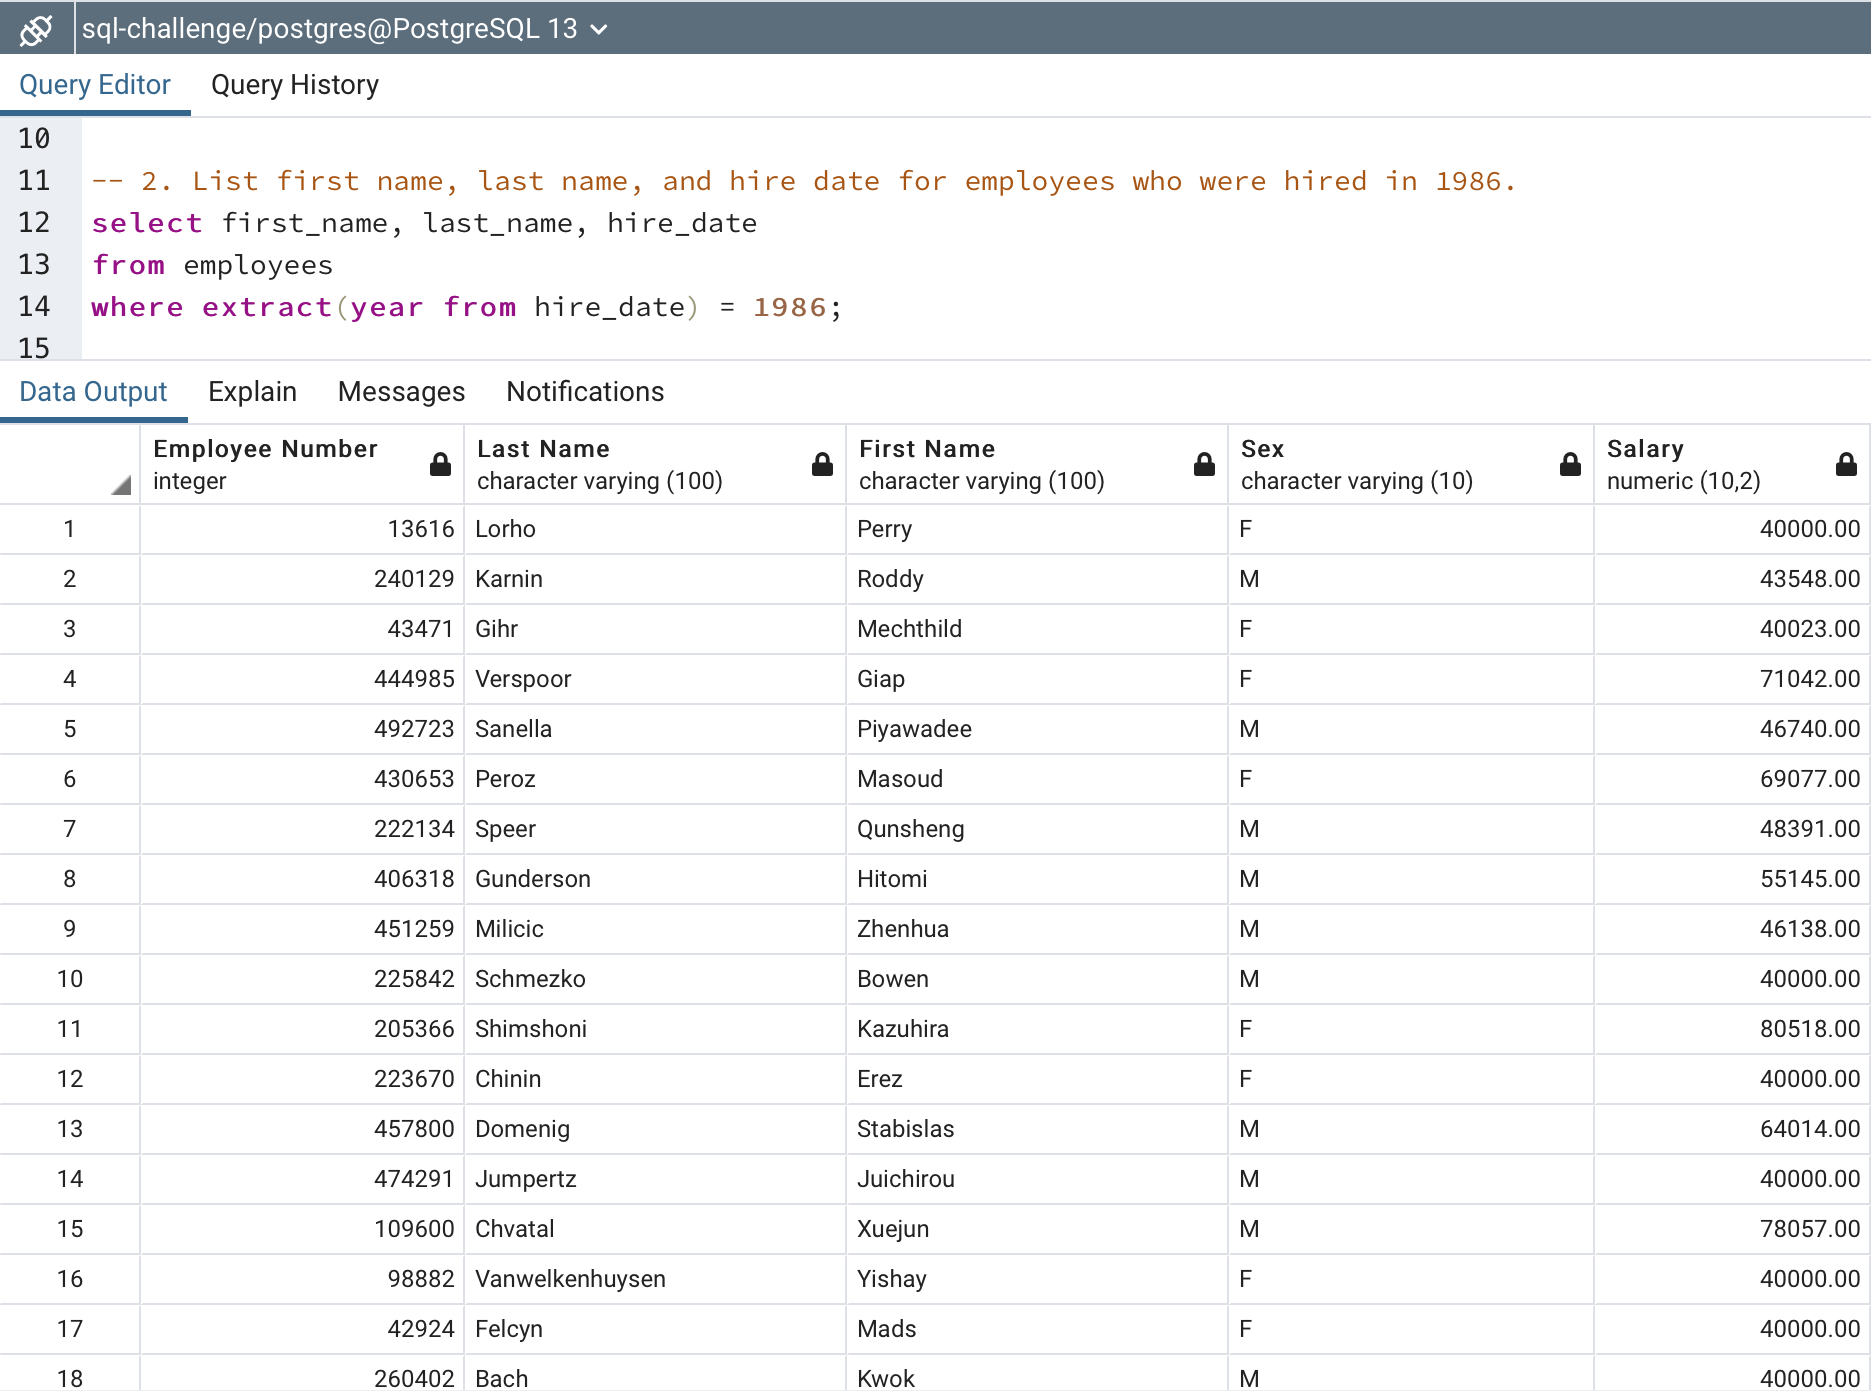 sql-challenge/postgres@PostgreSQL 13
Query Editor Query History
10
11 -- 2. List first name, last name, and hire date for employees who were hired in 1986.
12 select first_name, last_name, hire_date
13 from employees
14 where extract(year from hire_date) = 1986;
15
Data Output Explain Messages Notifications
Employee Number Last Name First Name Sex Salary
integer character varying (100) character varying (100) character varying (10) numeric (10,2)
1 13616 Lorho Perry F 40000.00
2 240129 Karnin Roddy M 43548.00
3 43471 Gihr Mechthild F 40023.00
4 444985 Verspoor Giap F 71042.00
5 492723 Sanella Piyawadee M 46740.00
6 430653 Peroz Masoud F 69077.00
7 222134 Speer Qunsheng M 48391.00
8 406318 Gunderson Hitomi M 55145.00
9 451259 Milicic Zhenhua M 46138.00
10 225842 Schmezko Bowen M 40000.00
11 205366 Shimshoni Kazuhira F 80518.00
12 223670 Chinin Erez F 40000.00
13 457800 Domenig Stabislas M 64014.00
14 474291 Jumpertz Juichirou M 40000.00
15 109600 Chvatal Xuejun M 78057.00
16 98882 Vanwelkenhuysen Yishay F 40000.00
17 42924 Felcyn Mads F 40000.00
18 260402 Bach Kwok M 40000.00